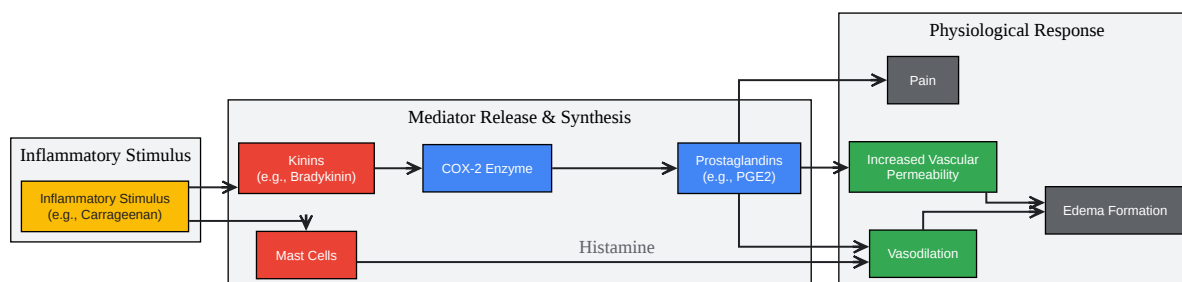 Physiological Response
Pain
Mediator Release & Synthesis
Inflammatory Stimulus
Kinins
(e.g., Bradykinin)
COX-2 Enzyme
Prostaglandins
(e.g., PGE2)
Increased Vascular
Permeability
Inflammatory Stimulus
(e.g., Carrageenan)
Edema Formation
Mast Cells
Histamine
Vasodilation